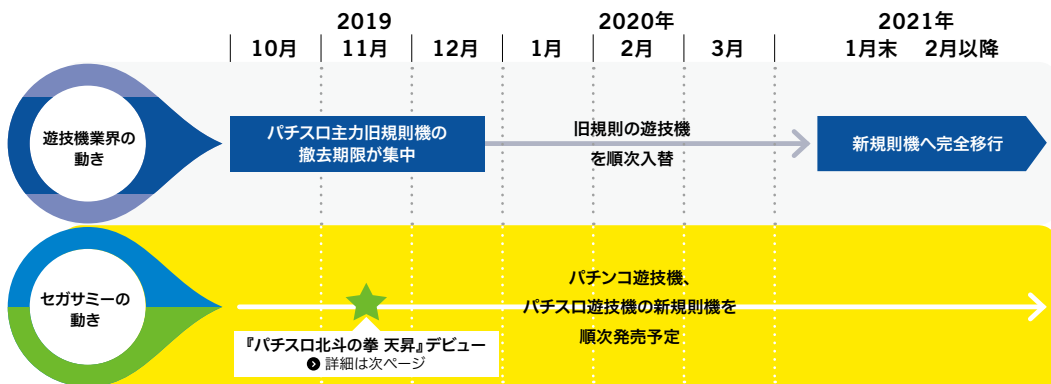 2019 2020年 2021年
10月 11月 12月 1月 2月 3月 1月末 2月以降
遊技機業界の
動き
パチスロ主力旧規則機の
撤去期限が集中
旧規則の遊技機
を順次入替
新規則機へ完全移行
セガサミーの
動き
パチンコ遊技機、
パチスロ遊技機の新規則機を
順次発売予定
『パチスロ北斗の拳 天昇』デビュー
詳細は次ページ